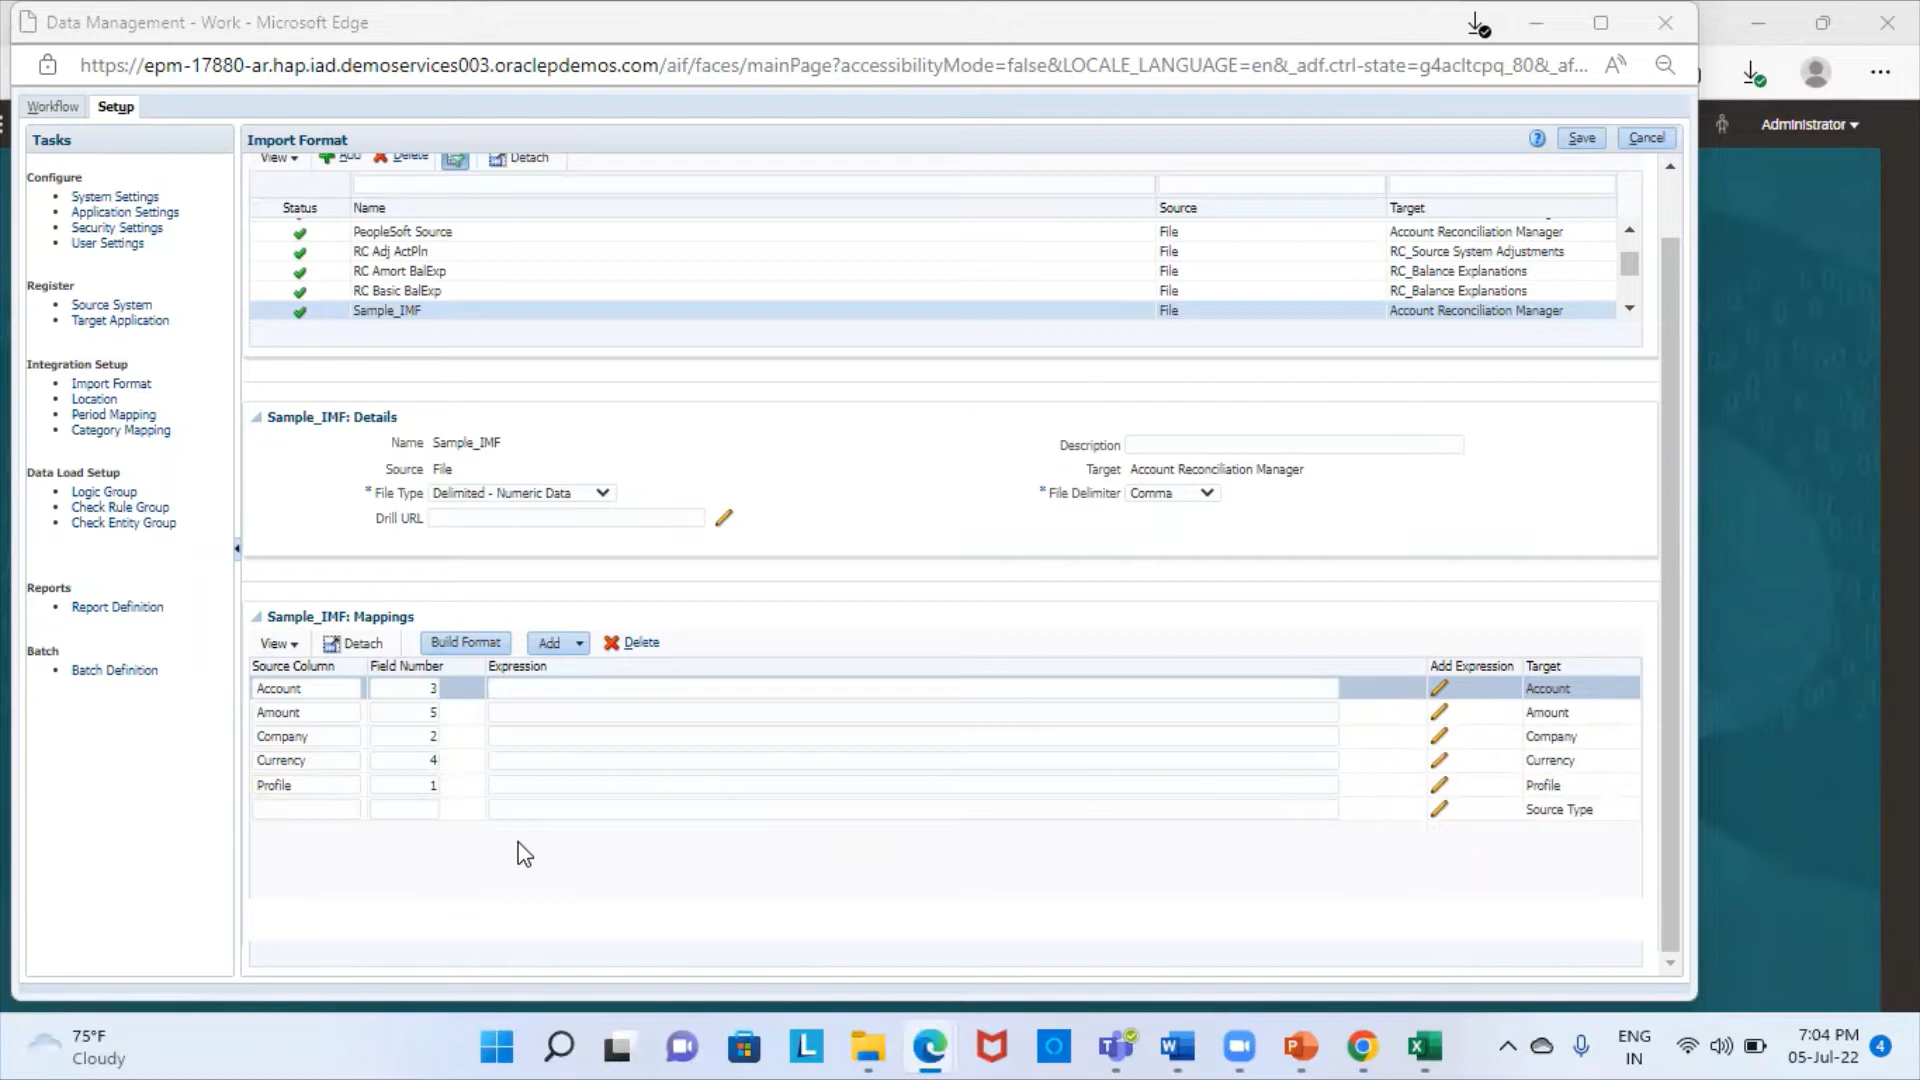 Data Management - Work - Microsoft Edge
https://epm-17880-ar.hap.iad.demoservices003.oraclepdemos.com/aif/faces/mainPage?accessibilityMode=false&LOCALE_LANGUAGE=en&_adf.ctrl-state=g4acltcpq_80&_af...
Workflow Setup
Administrator
Tasks
Configure
System Settings
Application Settings
Security Settings
User Settings
Register
Source System
Target Application
Integration Setup
Import Format
Location
Period Mapping
Category Mapping
Data Load Setup
Logic Group
Check Rule Group
Check Entity Group
Reports
Report Definition
Batch
Batch Definition
Import Format Save Cancel
View Add Delete Detach
Status Name Source Target
PeopleSoft Source File Account Reconciliation Manager
RC Adj ActPln File RC_Source System Adjustments
RC Amort BalExp File RC_Balance Explanations
RC Basic BalExp File RC_Balance Explanations
Sample_IMF File Account Reconciliation Manager
Sample_IMF: Details
Name Sample_IMF Description
Source File Target Account Reconciliation Manager
* File Type Delimited - Numeric Data * File Delimiter Comma
Drill URL
Sample_IMF: Mappings
View Detach Build Format Add Delete
Source Column Field Number Expression Add Expression Target
Account 3 Account
Amount 5 Amount
Company 2 Company
Currency 4 Currency
Profile 1 Profile
Source Type
75°F
Cloudy
ENG
IN
7:04 PM
05-Jul-22
4